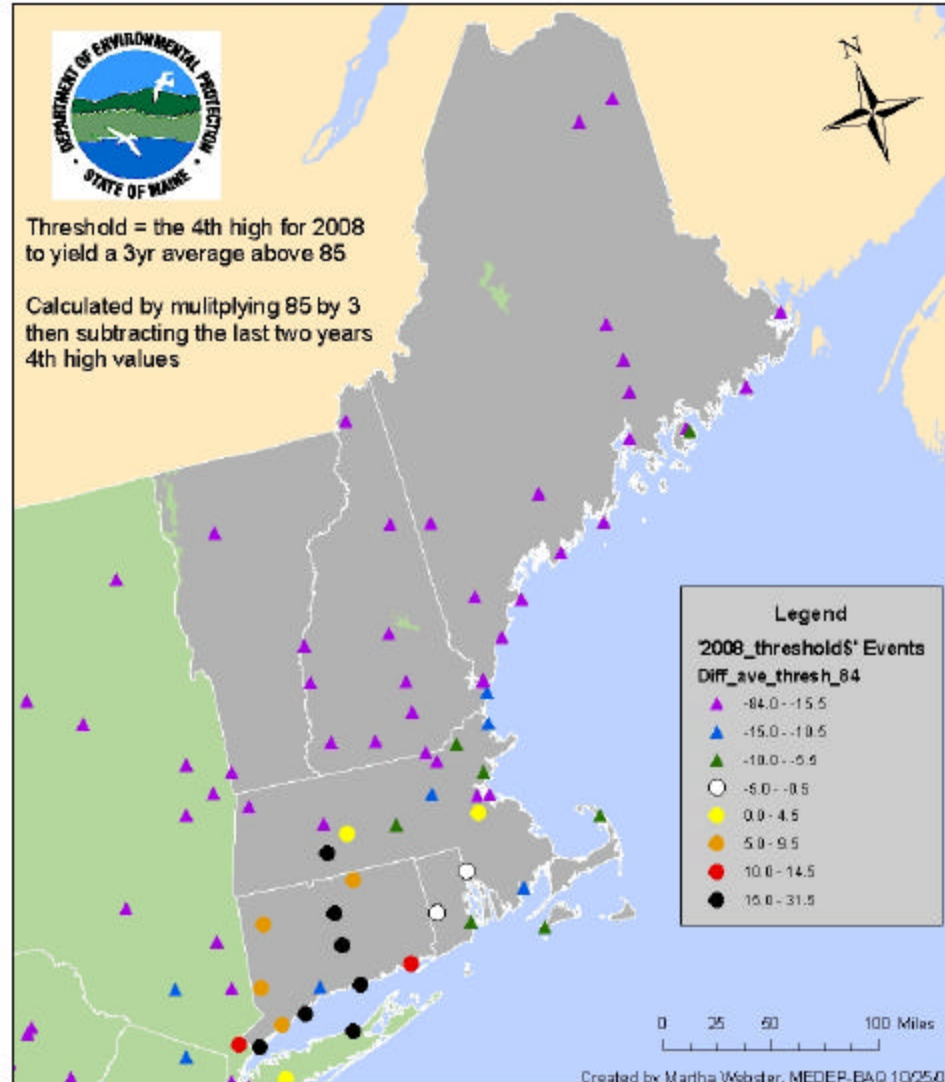 DEPARTMENT OF ENVIRONMENTAL PROTECTION
STATE OF MAINE
N
Threshold = the 4th high for 2008
to yield a 3yr average above 85
Calculated by mulitplying 85 by 3
then subtracting the last two years
4th high values
Legend
'2008_threshold$' Events
Diff_ave_thresh_84
-84.0 - -15.5
-15.0 - -10.5
-10.0 - -5.5
-5.0 - -0.5
0.0 - 4.5
5.0 - 9.5
10.0 - 14.5
15.0 - 31.5
0 25 50 100 Miles
Created by Martha Webster, MEDEP-BAQ 10/25/0